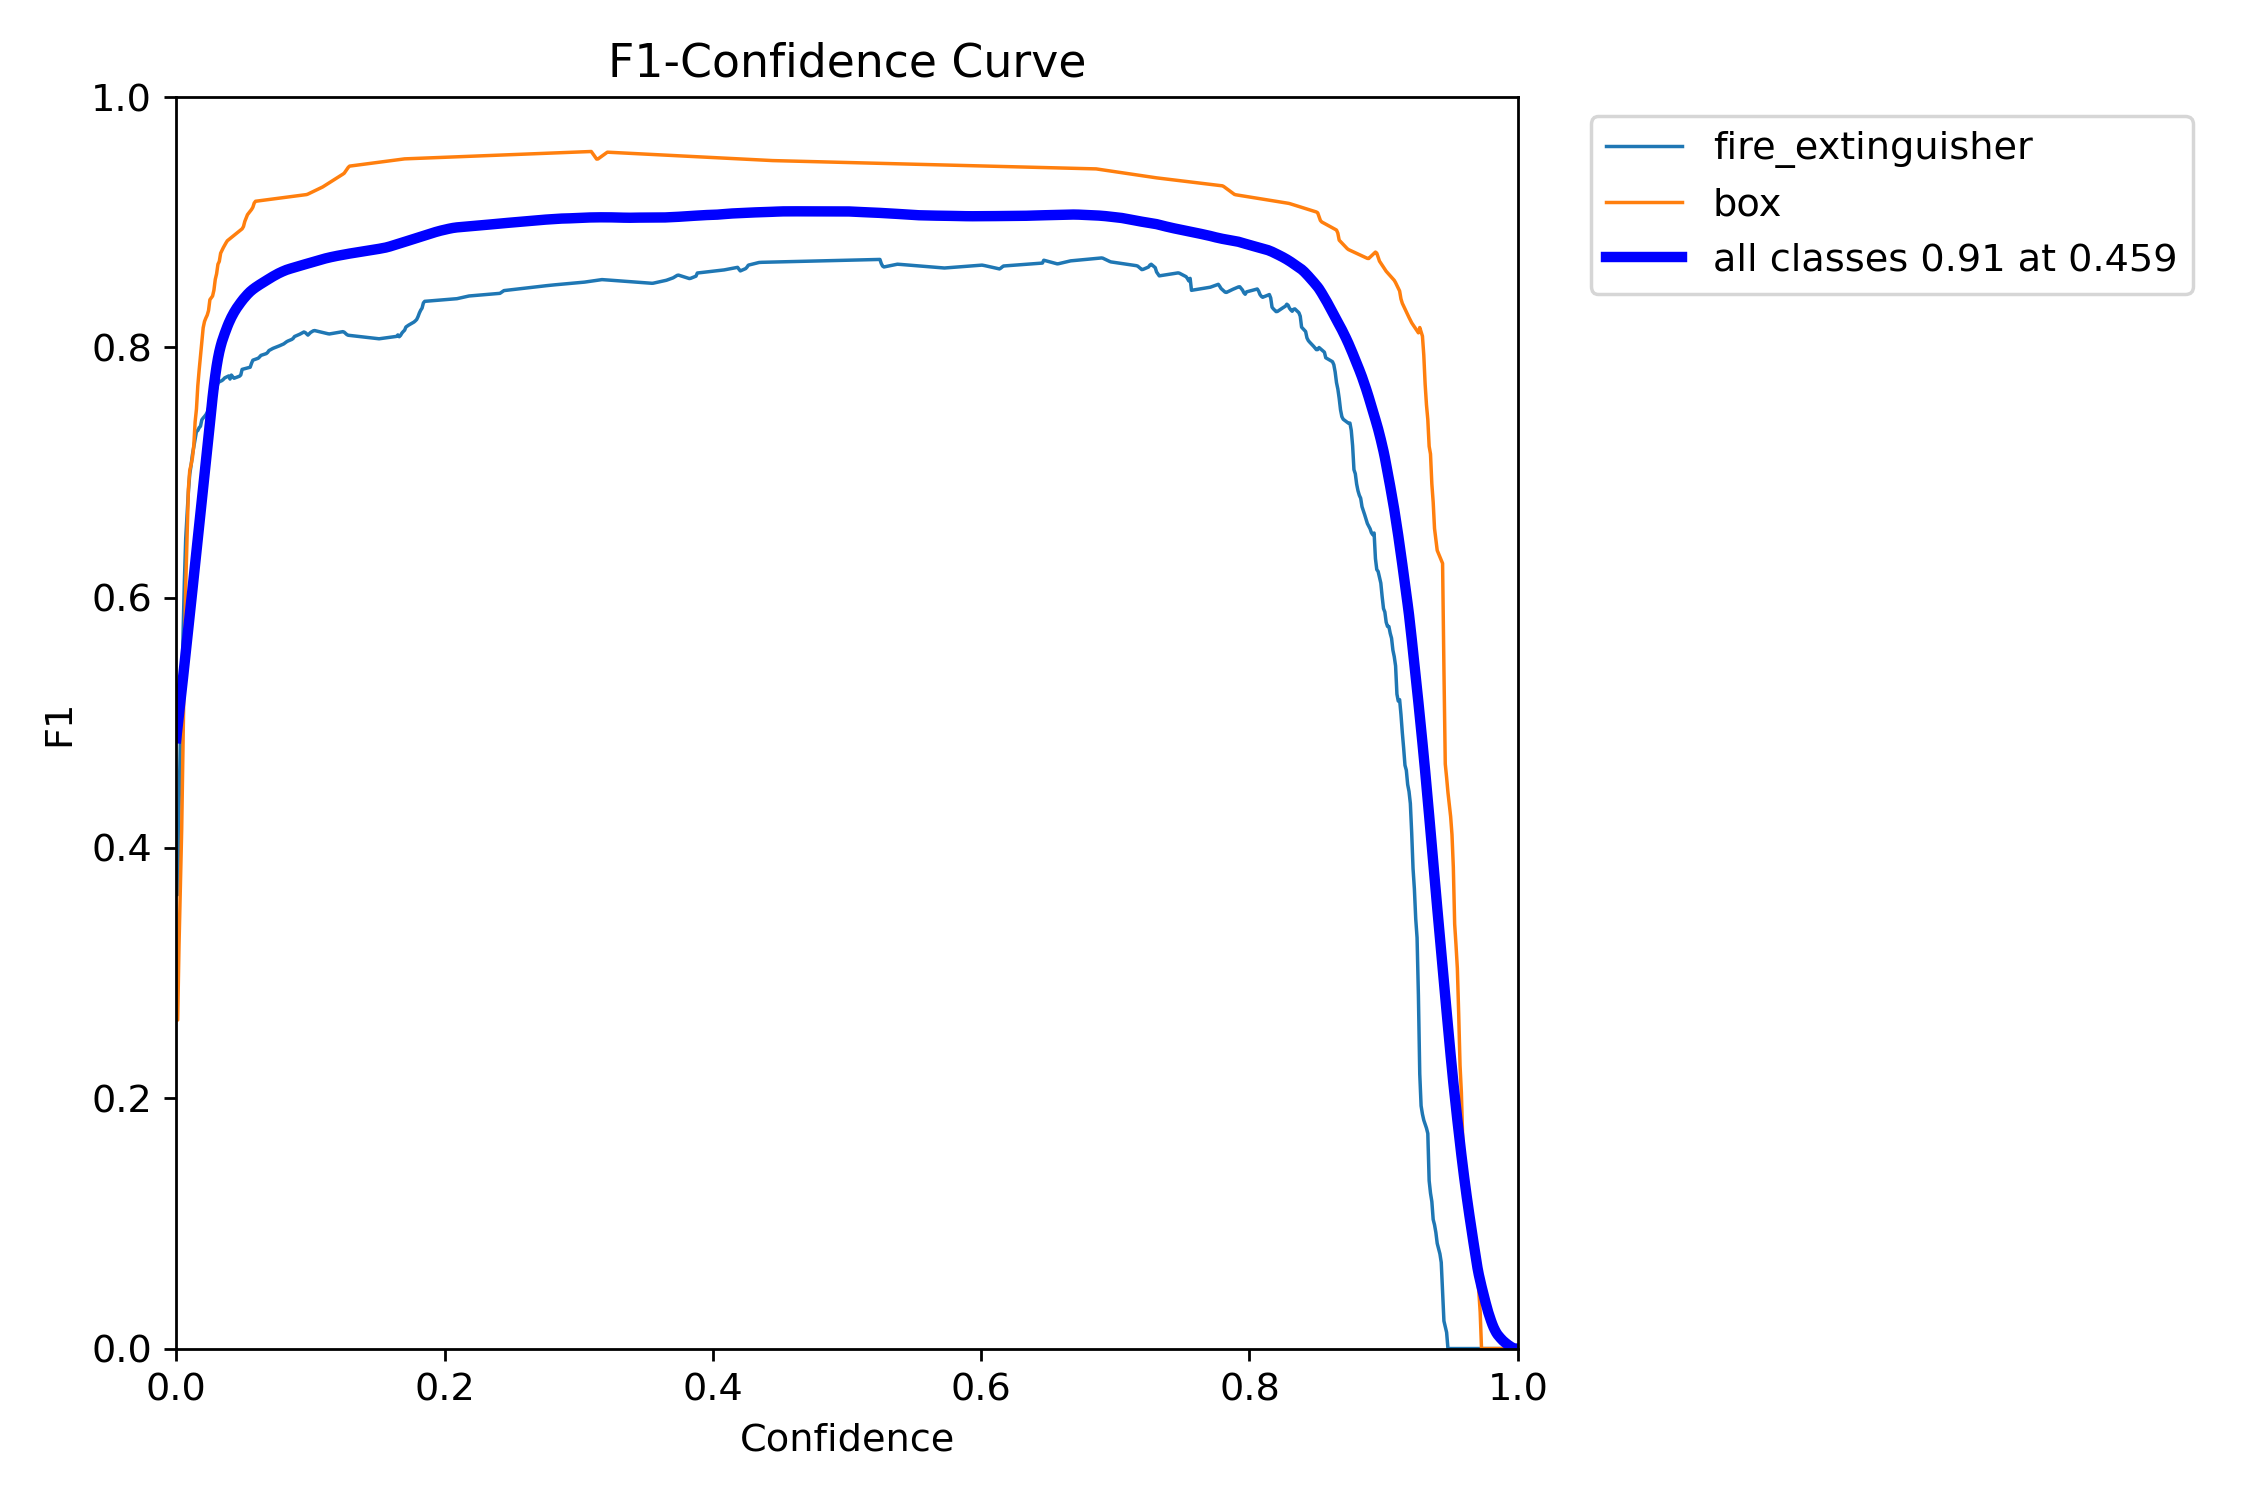 F1-Confidence Curve
1.0
0.8
0.6
0.4
0.2
0.0
F1
0.0 0.2 0.4 0.6 0.8 1.0
Confidence
fire_extinguisher
box
all classes 0.91 at 0.459